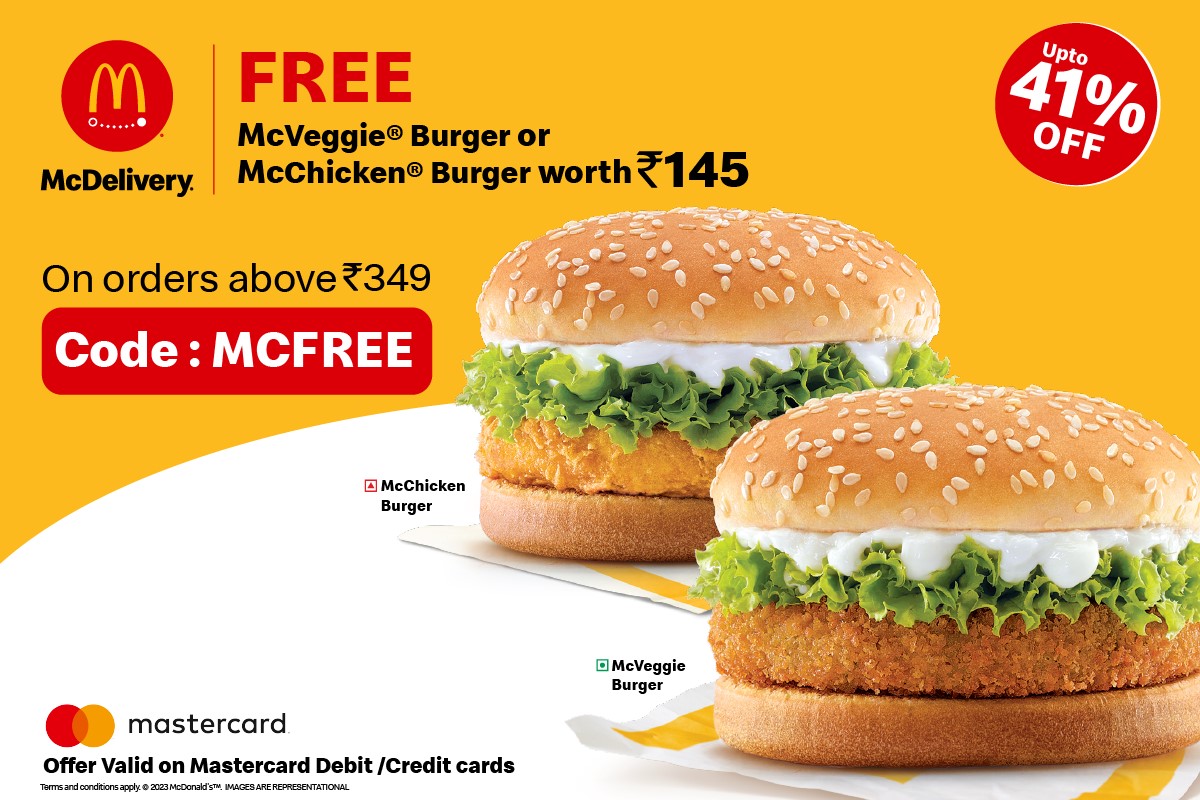 McDelivery.
FREE
McVeggie® Burger or
McChicken® Burger worth ₹145
Upto
41%
OFF
On orders above ₹349
Code : MCFREE
McChicken
Burger
McVeggie
Burger
mastercard.
Offer Valid on Mastercard Debit /Credit cards
Terms and conditions apply. © 2023 McDonald's™. IMAGES ARE REPRESENTATIONAL